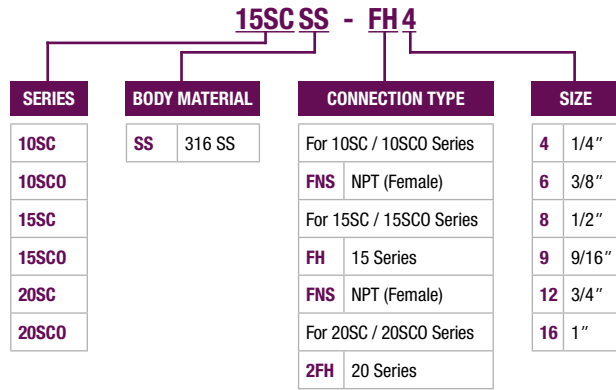 15SC SS - FH 4
SERIES
10SC
10SCO
15SC
15SCO
20SC
20SCO
BODY MATERIAL
SS 316 SS
CONNECTION TYPE
For 10SC / 10SCO Series
FNS NPT (Female)
For 15SC / 15SCO Series
FH 15 Series
FNS NPT (Female)
For 20SC / 20SCO Series
2FH 20 Series
SIZE
4 1/4″
6 3/8″
8 1/2″
9 9/16″
12 3/4″
16 1″